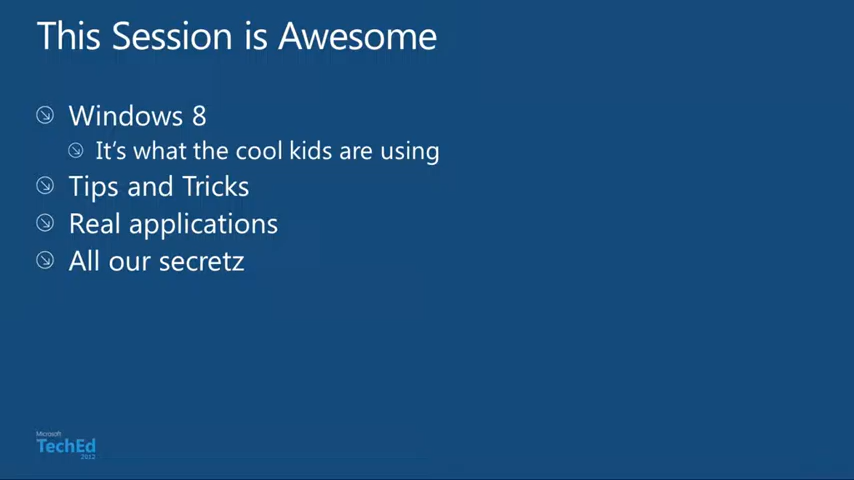 This Session is Awesome
Windows 8
It's what the cool kids are using
Tips and Tricks
Real applications
All our secretz
Microsoft
TechEd
2012